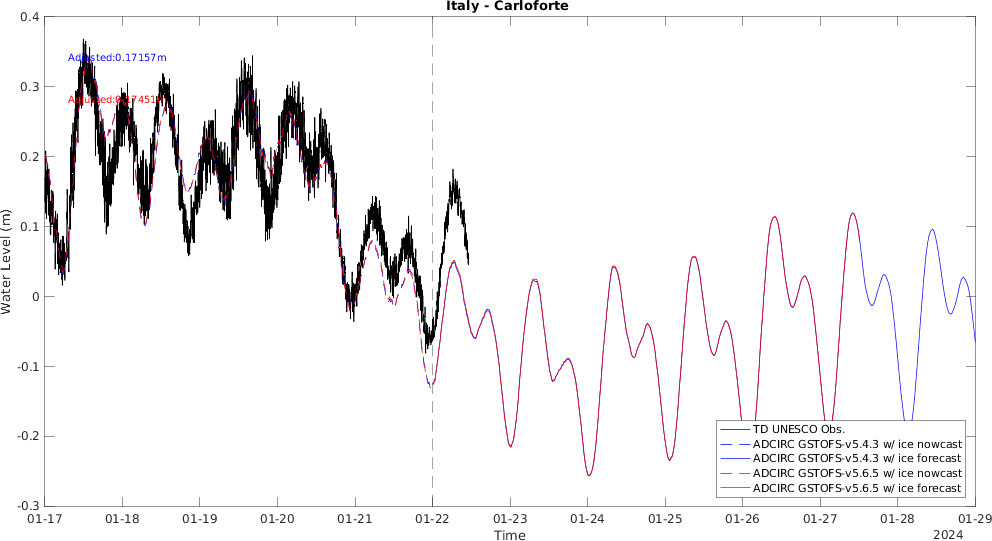 Italy - Carloforte
0.4
0.3
0.2
0.1
0
-0.1
-0.2
-0.3
Water Level (m)
Adjusted:0.17157m
Adjusted:0.17451m
TD UNESCO Obs.
ADCIRC GSTOFS-v5.4.3 w/ ice nowcast
ADCIRC GSTOFS-v5.4.3 w/ ice forecast
ADCIRC GSTOFS-v5.6.5 w/ ice nowcast
ADCIRC GSTOFS-v5.6.5 w/ ice forecast
01-17 01-18 01-19 01-20 01-21 01-22 01-23 01-24 01-25 01-26 01-27 01-28 01-29
Time
2024